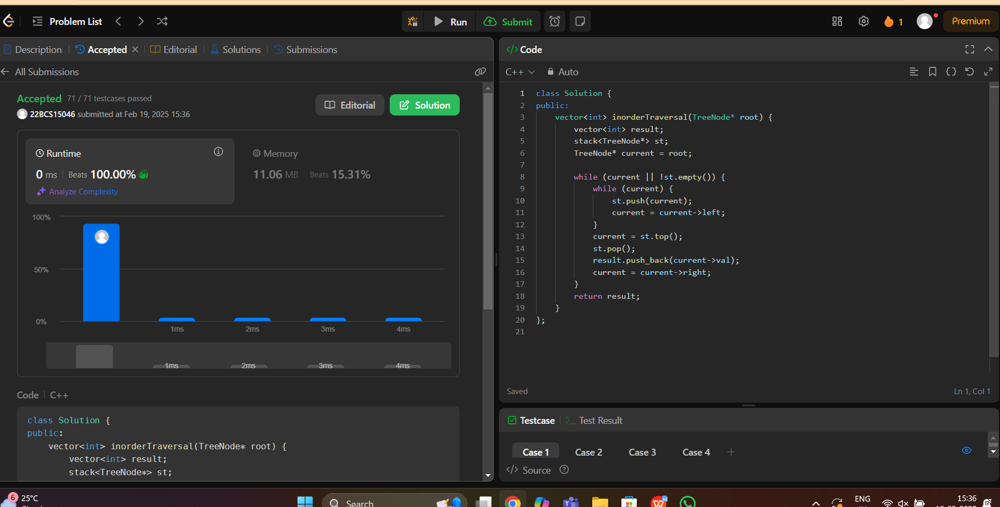 Problem List
Run
Submit
1
Premium
Description
Accepted
Editorial
Solutions
Submissions
All Submissions
Accepted 71 / 71 testcases passed
22BCS15046 submitted at Feb 19, 2025 15:36
Editorial
Solution
Runtime
0 ms Beats 100.00%
Analyze Complexity
Memory
11.06 MB Beats 15.31%
100%
50%
0%
1ms 2ms 3ms 4ms
1ms 2ms 3ms 4ms
Code C++
class Solution {
public:
    vector<int> inorderTraversal(TreeNode* root) {
        vector<int> result;
        stack<TreeNode*> st;
</> Code
C++ Auto
1 class Solution {
2 public:
3     vector<int> inorderTraversal(TreeNode* root) {
4         vector<int> result;
5         stack<TreeNode*> st;
6         TreeNode* current = root;
7
8         while (current || !st.empty()) {
9             while (current) {
10                 st.push(current);
11                 current = current->left;
12             }
13             current = st.top();
14             st.pop();
15             result.push_back(current->val);
16             current = current->right;
17         }
18         return result;
19     }
20 };
21
Saved
Ln 1, Col 1
Testcase
Test Result
Case 1 Case 2 Case 3 Case 4 +
</> Source
6
25°C
Search
ENG
15:36